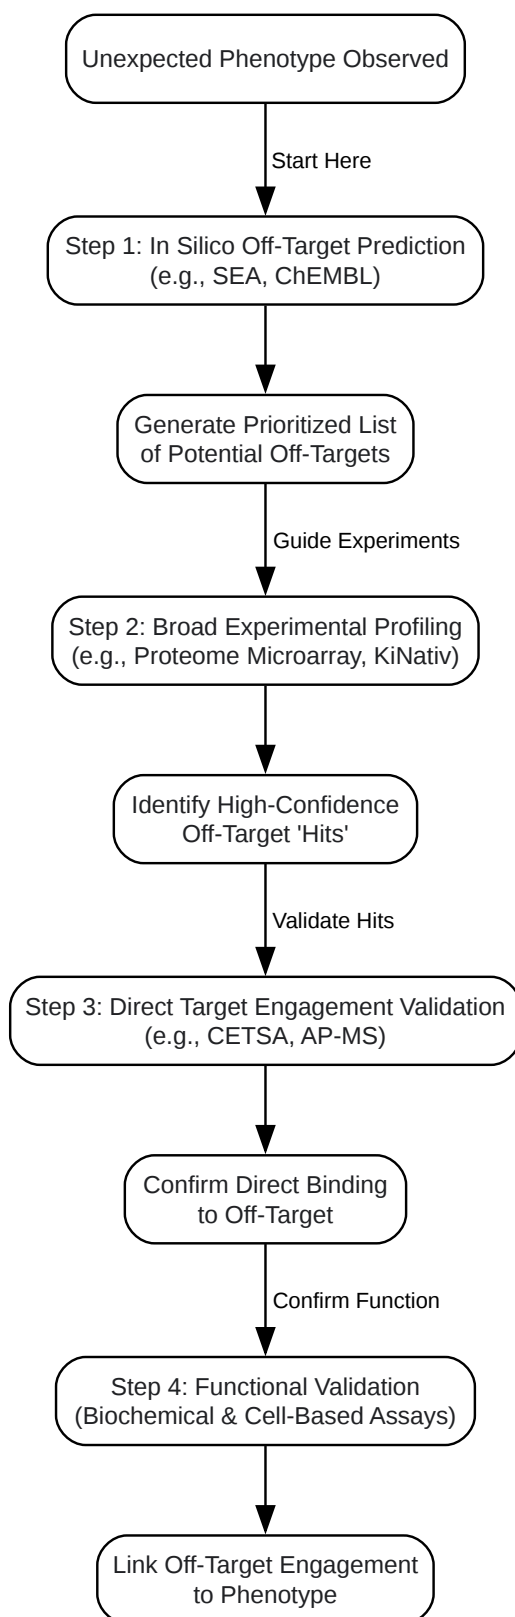 Unexpected Phenotype Observed
Start Here
Step 1: In Silico Off-Target Prediction
(e.g., SEA, ChEMBL)
Generate Prioritized List
of Potential Off-Targets
Guide Experiments
Step 2: Broad Experimental Profiling
(e.g., Proteome Microarray, KiNativ)
Identify High-Confidence
Off-Target 'Hits'
Validate Hits
Step 3: Direct Target Engagement Validation
(e.g., CETSA, AP-MS)
Confirm Direct Binding
to Off-Target
Confirm Function
Step 4: Functional Validation
(Biochemical & Cell-Based Assays)
Link Off-Target Engagement
to Phenotype